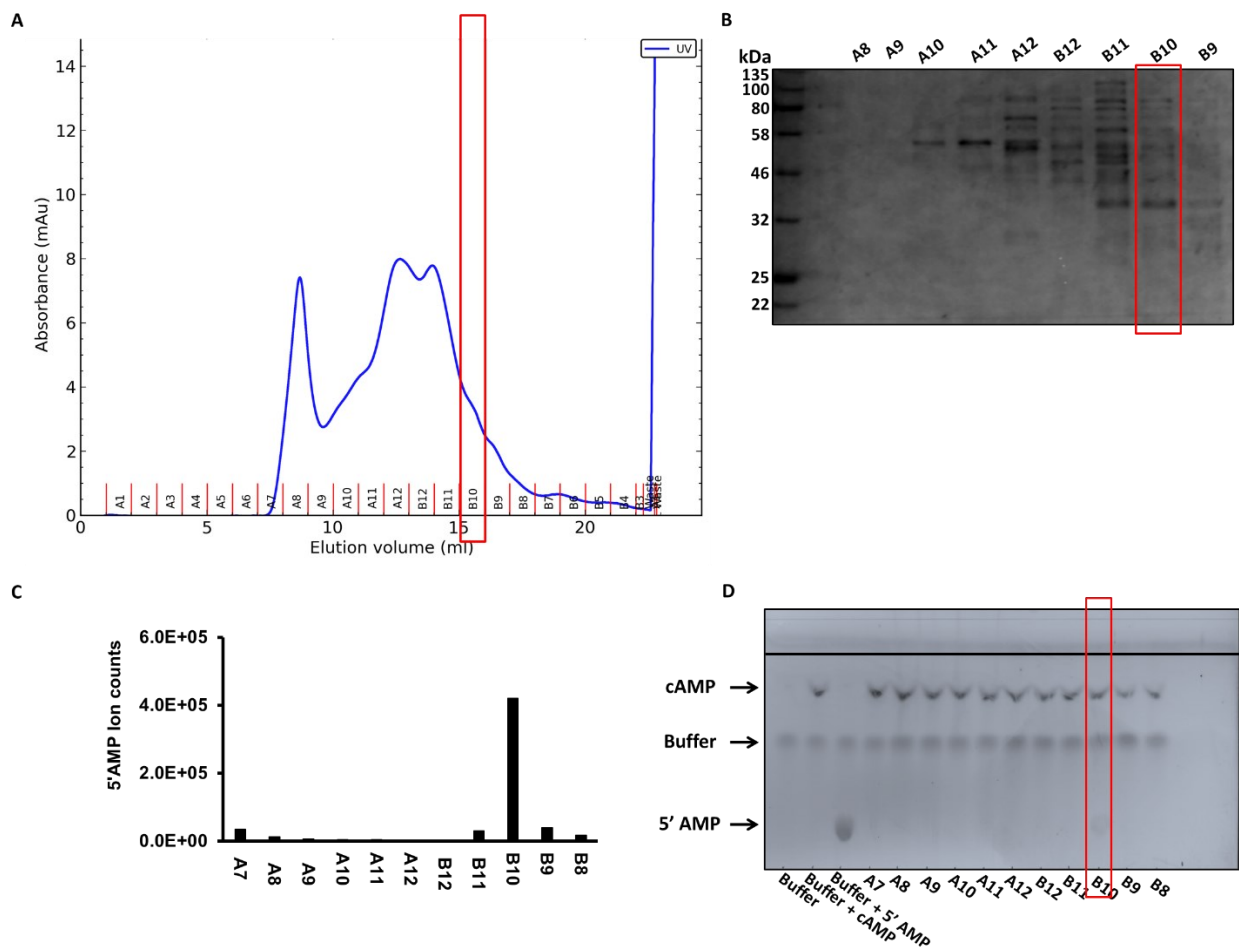 A
UV
14
12
10
8
6
4
2
0
Absorbance (mAu)
A1 A2 A3 A4 A5 A6 A7 A8 A9 A10 A11 A12 B12 B11 B10 B9 B8 B7 B6 B5 B4 B3 Waste Waste
0 5 10 15 20
Elution volume (ml)
B
kDa A8 A9 A10 A11 A12 B12 B11 B10 B9
135
100
80
58
46
32
25
22
C
6.0E+05
4.0E+05
2.0E+05
0.0E+00
5'AMP Ion counts
A7 A8 A9 A10 A11 A12 B12 B11 B10 B9 B8
D
cAMP
Buffer
5’ AMP
Buffer Buffer + cAMP Buffer + 5’ AMP A7 A8 A9 A10 A11 A12 B12 B11 B10 B9 B8